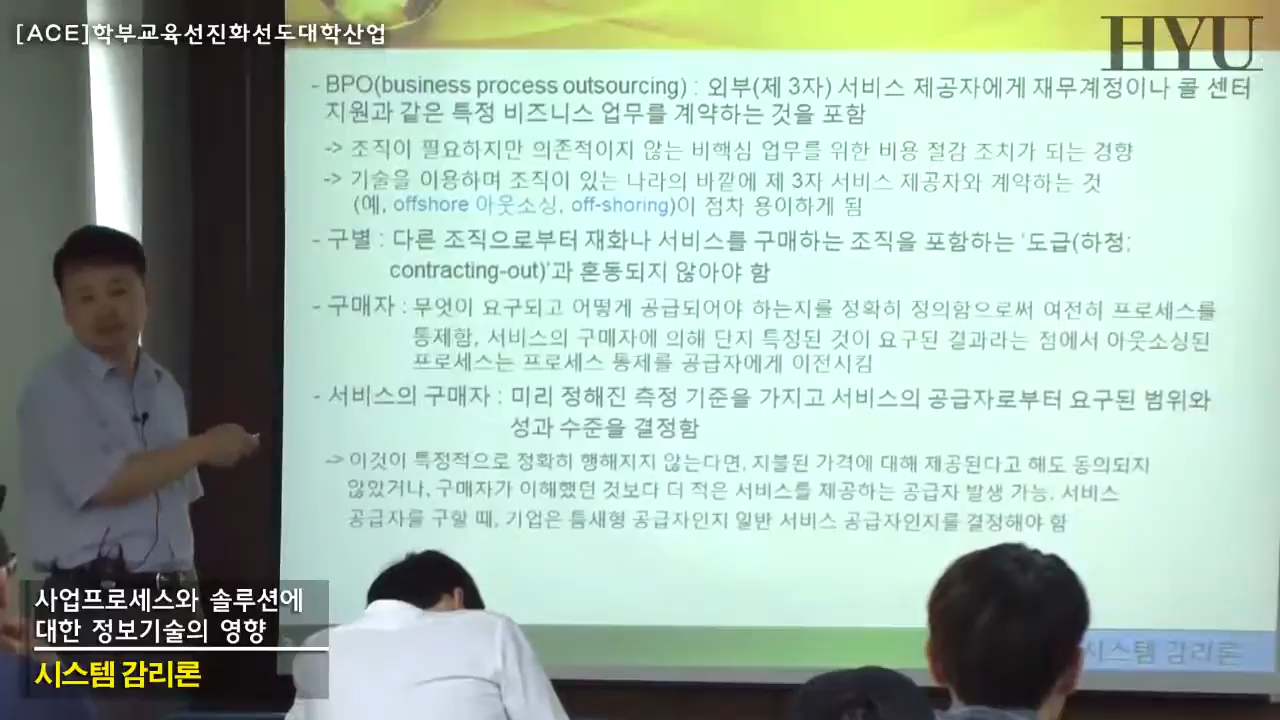 [ACE]학부교육선진화선도대학산업
HYU
- BPO(business process outsourcing) : 외부(제 3자) 서비스 제공자에게 재무계정이나 콜 센터
지원과 같은 특정 비즈니스 업무를 계약하는 것을 포함
-> 조직이 필요하지만 의존적이지 않는 비핵심 업무를 위한 비용 절감 조치가 되는 경향
-> 기술을 이용하며 조직이 있는 나라의 바깥에 제 3자 서비스 제공자와 계약하는 것
(예, offshore 아웃소싱, off-shoring)이 점차 용이하게 됨
- 구별 : 다른 조직으로부터 재화나 서비스를 구매하는 조직을 포함하는 '도급(하청;
contracting-out)'과 혼동되지 않아야 함
- 구매자 : 무엇이 요구되고 어떻게 공급되어야 하는지를 정확히 정의함으로써 여전히 프로세스를
통제함, 서비스의 구매자에 의해 단지 특정된 것이 요구된 결과라는 점에서 아웃소싱된
프로세스는 프로세스 통제를 공급자에게 이전시킴
- 서비스의 구매자 : 미리 정해진 측정 기준을 가지고 서비스의 공급자로부터 요구된 범위와
성과 수준을 결정함
-> 이것이 특정적으로 정확히 행해지지 않는다면, 지불된 가격에 대해 제공된다고 해도 동의되지
않았거나, 구매자가 이해했던 것보다 더 적은 서비스를 제공하는 공급자 발생 가능. 서비스
공급자를 구할 때, 기업은 틈새형 공급자인지 일반 서비스 공급자인지를 결정해야 함
시스템 감리론
사업프로세스와 솔루션에
대한 정보기술의 영향
시스템 감리론